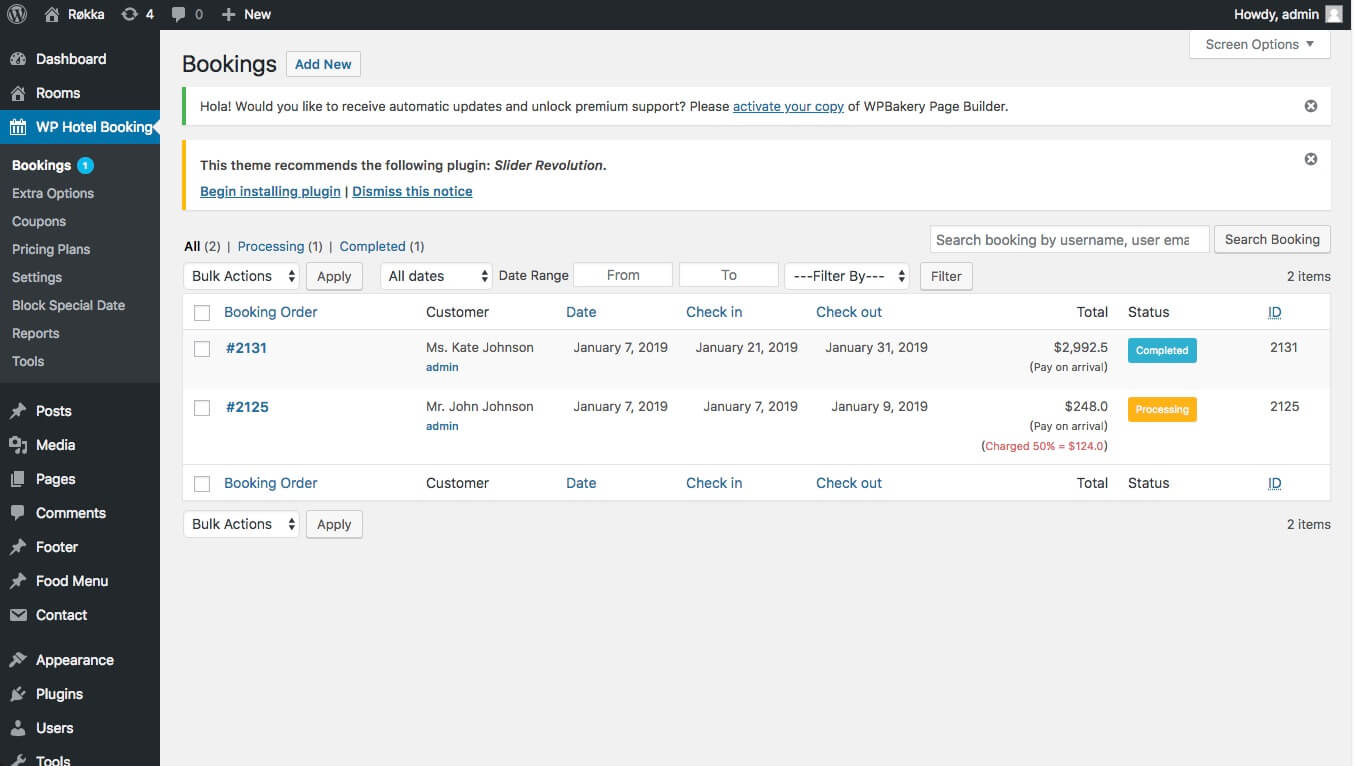 Røkka 4 0 New Howdy, admin
Dashboard
Rooms
WP Hotel Booking
Bookings 1
Extra Options
Coupons
Pricing Plans
Settings
Block Special Date
Reports
Tools
Posts
Media
Pages
Comments
Footer
Food Menu
Contact
Appearance
Plugins
Users
Tools
Screen Options
Bookings Add New
Hola! Would you like to receive automatic updates and unlock premium support? Please activate your copy of WPBakery Page Builder.
This theme recommends the following plugin: Slider Revolution.
Begin installing plugin | Dismiss this notice
All (2) | Processing (1) | Completed (1)
Search booking by username, user ema Search Booking
Bulk Actions Apply All dates Date Range From To ---Filter By--- Filter 2 items
Booking Order Customer Date Check in Check out Total Status ID
#2131 Ms. Kate Johnson January 7, 2019 January 21, 2019 January 31, 2019 $2,992.5 Completed 2131
admin (Pay on arrival)
#2125 Mr. John Johnson January 7, 2019 January 7, 2019 January 9, 2019 $248.0 Processing 2125
admin (Pay on arrival)
(Charged 50% = $124.0)
Booking Order Customer Date Check in Check out Total Status ID
Bulk Actions Apply 2 items